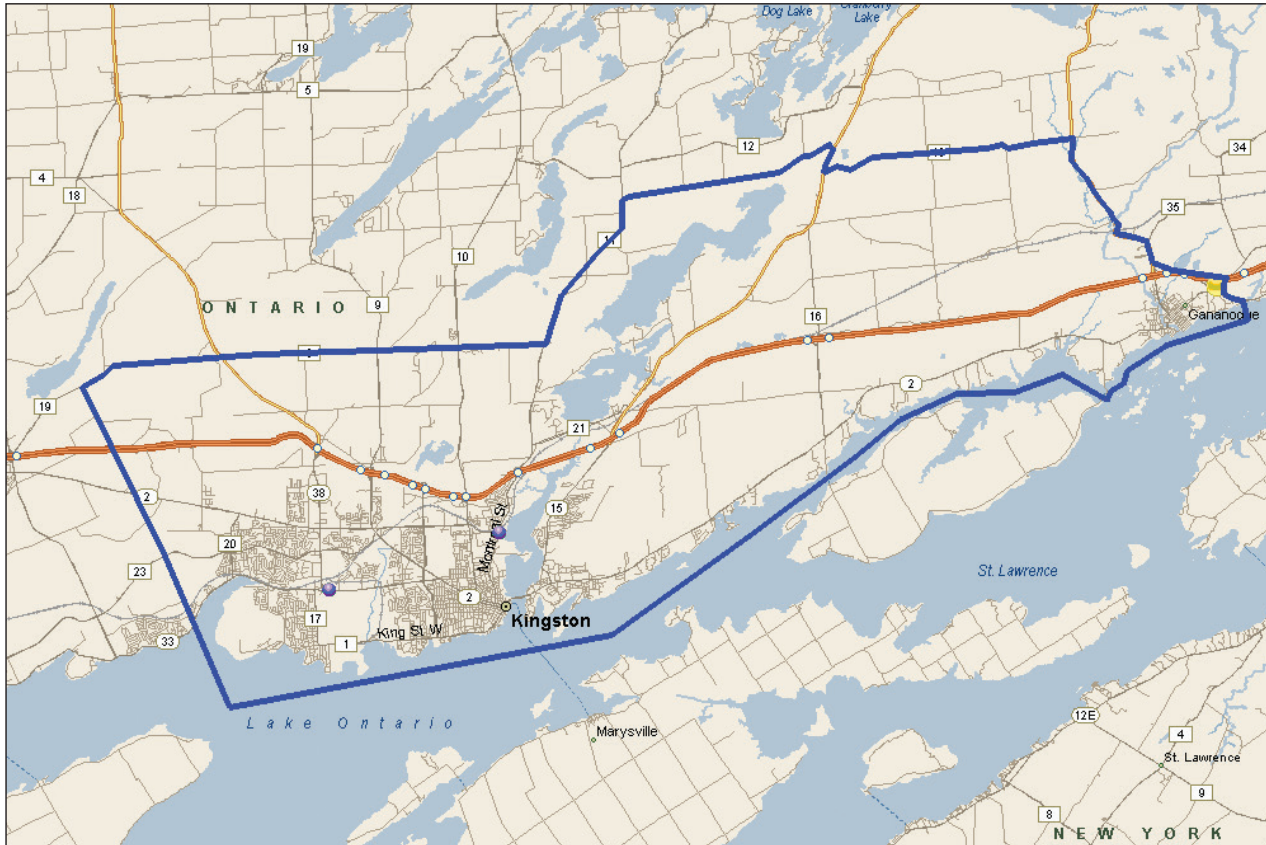 Dog Lake
Cranberry
Lake
19
5
12
34
4
18
35
10
ONTARIO
9
16
Gananoque
19
2
21
2
38
15
Montreal St
20
23
St. Lawrence
2
17
Kingston
33
1
King St. W
Lake Ontario
Marysville
12E
4
St. Lawrence
9
8
NEW YORK